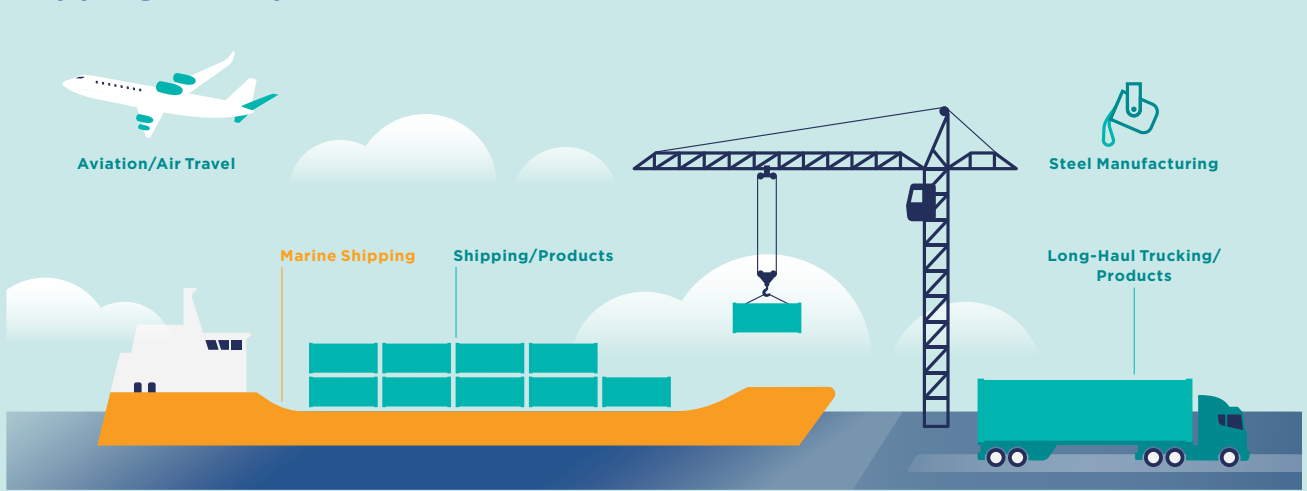 Aviation/Air Travel
Steel Manufacturing
Marine Shipping
Shipping/Products
Long-Haul Trucking/
Products